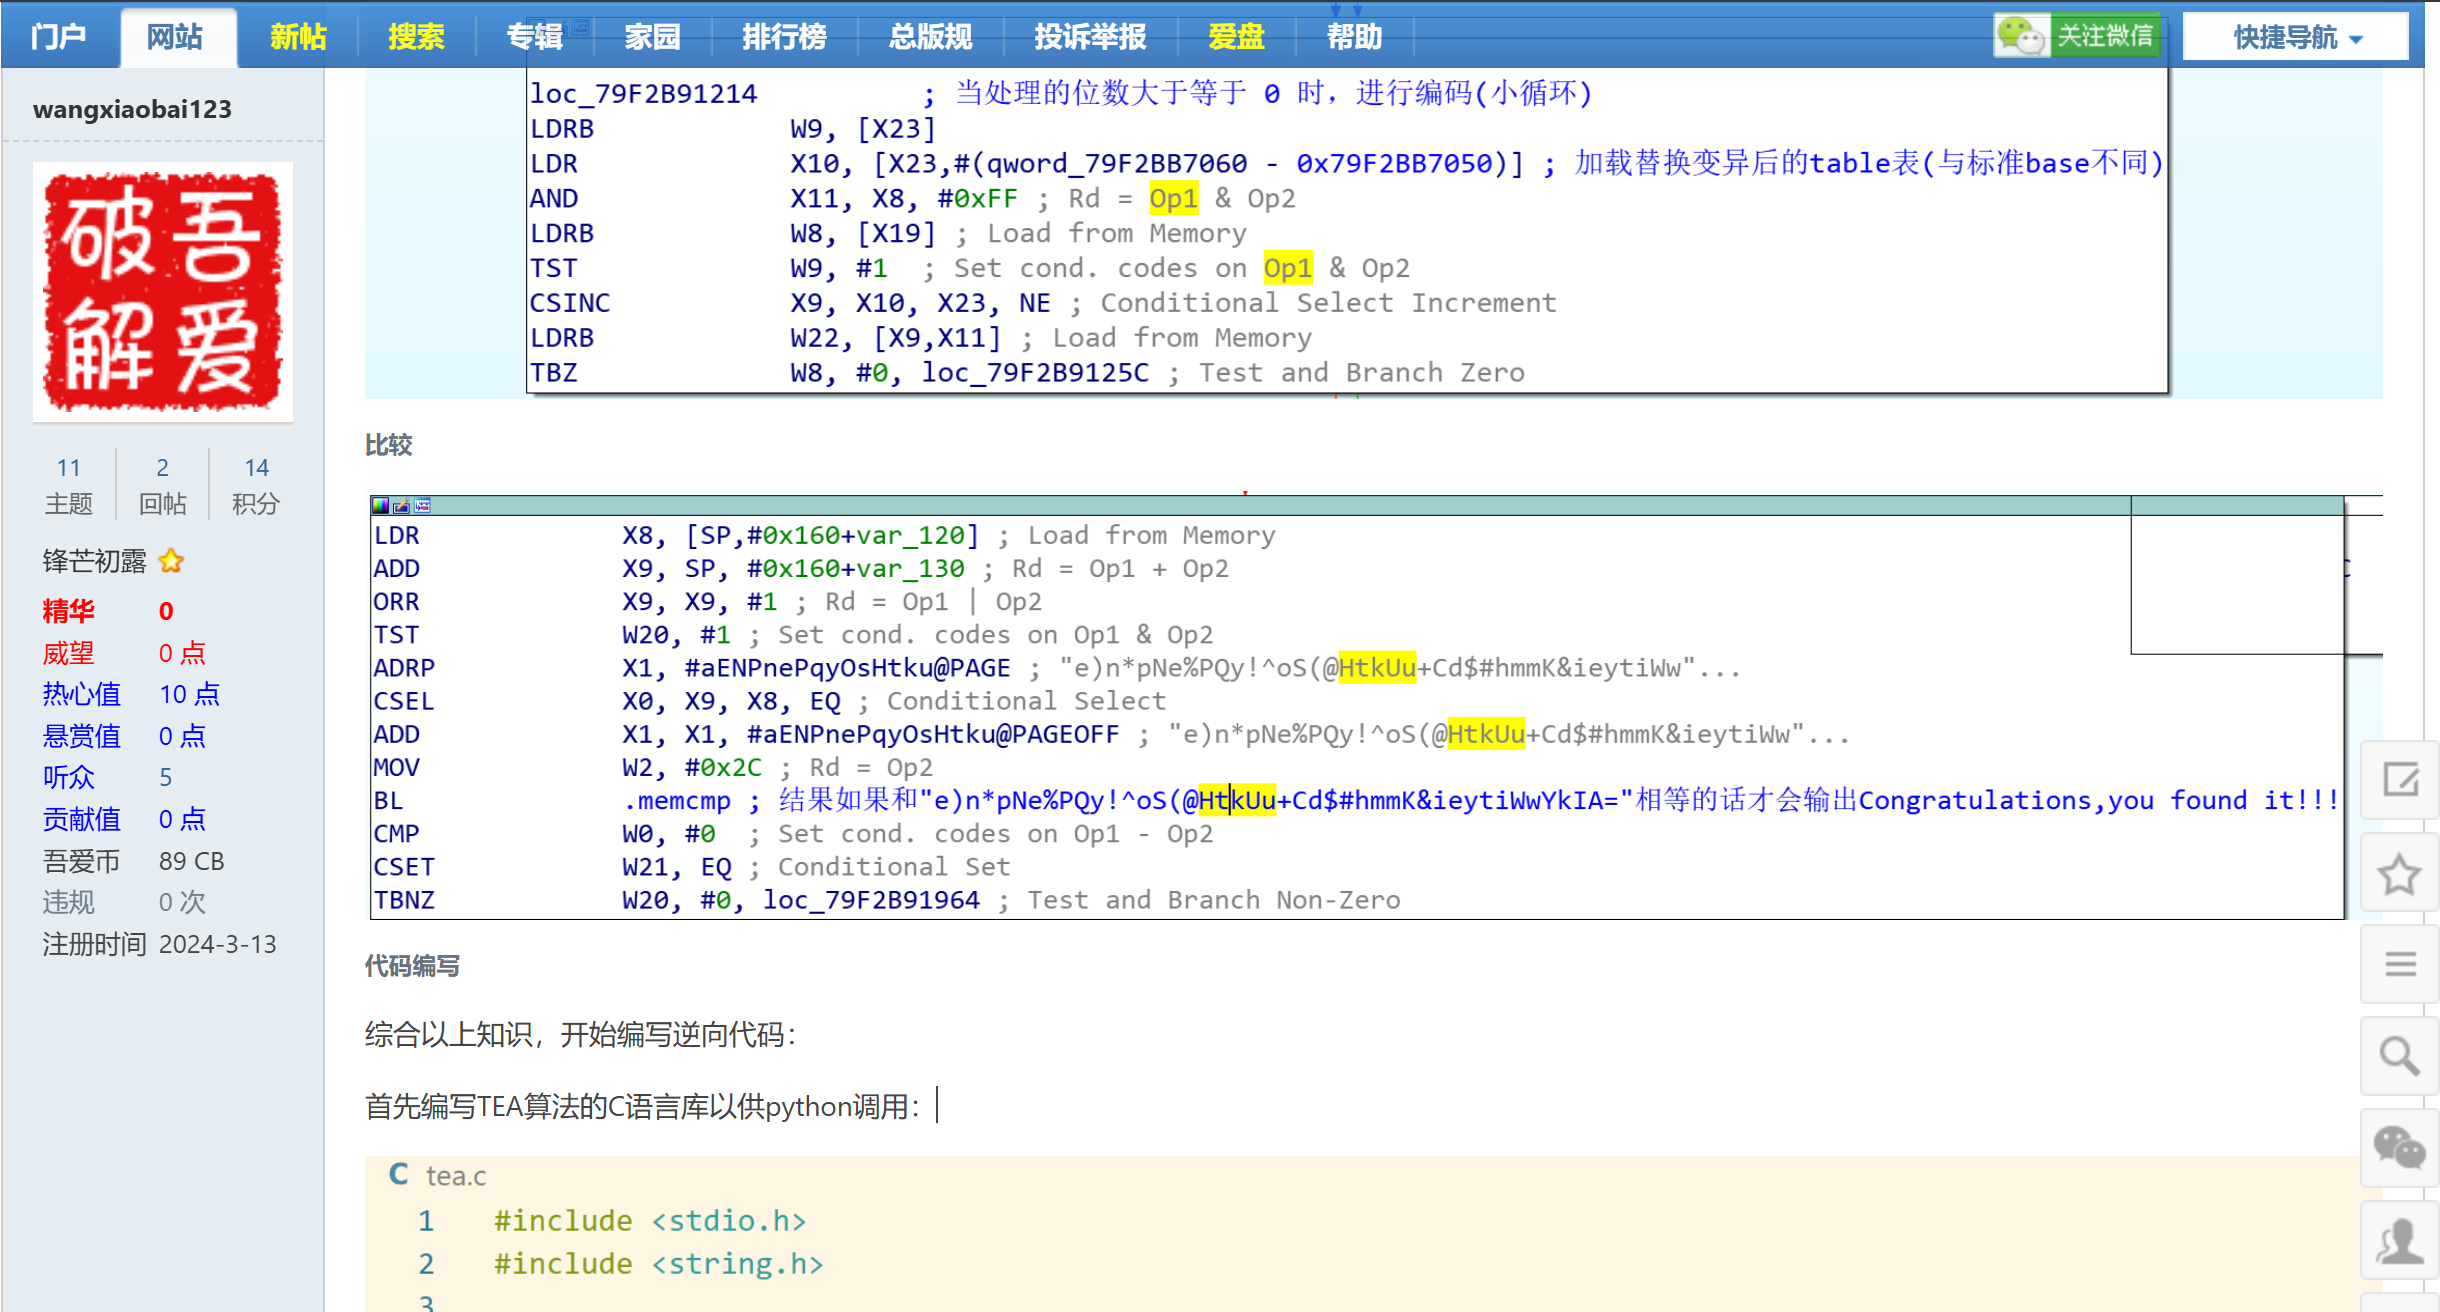 门户 网站 新帖 搜索 专辑 家园 排行榜 总版规 投诉举报 爱盘 帮助 关注微信 快捷导航
wangxiaobai123
吾爱破解
11 2 14
主题 回帖 积分
锋芒初露
精华 0
威望 0 点
热心值 10 点
悬赏值 0 点
听众 5
贡献值 0 点
吾爱币 89 CB
违规 0 次
注册时间 2024-3-13
loc_79F2B91214 ; 当处理的位数大于等于 0 时，进行编码(小循环)
LDRB W9, [X23]
LDR X10, [X23,#(qword_79F2BB7060 - 0x79F2BB7050)] ; 加载替换变异后的table表(与标准base不同)
AND X11, X8, #0xFF ; Rd = Op1 & Op2
LDRB W8, [X19] ; Load from Memory
TST W9, #1 ; Set cond. codes on Op1 & Op2
CSINC X9, X10, X23, NE ; Conditional Select Increment
LDRB W22, [X9,X11] ; Load from Memory
TBZ W8, #0, loc_79F2B9125C ; Test and Branch Zero
比较
LDR X8, [SP,#0x160+var_120] ; Load from Memory
ADD X9, SP, #0x160+var_130 ; Rd = Op1 + Op2
ORR X9, X9, #1 ; Rd = Op1 | Op2
TST W20, #1 ; Set cond. codes on Op1 & Op2
ADRP X1, #aENPnePqyOsHtku@PAGE ; "e)n*pNe%PQy!^oS(@HtkUu+Cd$#hmmK&ieytiWw"...
CSEL X0, X9, X8, EQ ; Conditional Select
ADD X1, X1, #aENPnePqyOsHtku@PAGEOFF ; "e)n*pNe%PQy!^oS(@HtkUu+Cd$#hmmK&ieytiWw"...
MOV W2, #0x2C ; Rd = Op2
BL .memcmp ; 结果如果和"e)n*pNe%PQy!^oS(@HtkUu+Cd$#hmmK&ieytiWwYkIA="相等的话才会输出Congratulations,you found it!!!
CMP W0, #0 ; Set cond. codes on Op1 - Op2
CSET W21, EQ ; Conditional Set
TBNZ W20, #0, loc_79F2B91964 ; Test and Branch Non-Zero
代码编写
综合以上知识，开始编写逆向代码：
首先编写TEA算法的C语言库以供python调用：
C tea.c
1 #include <stdio.h>
2 #include <string.h>
3